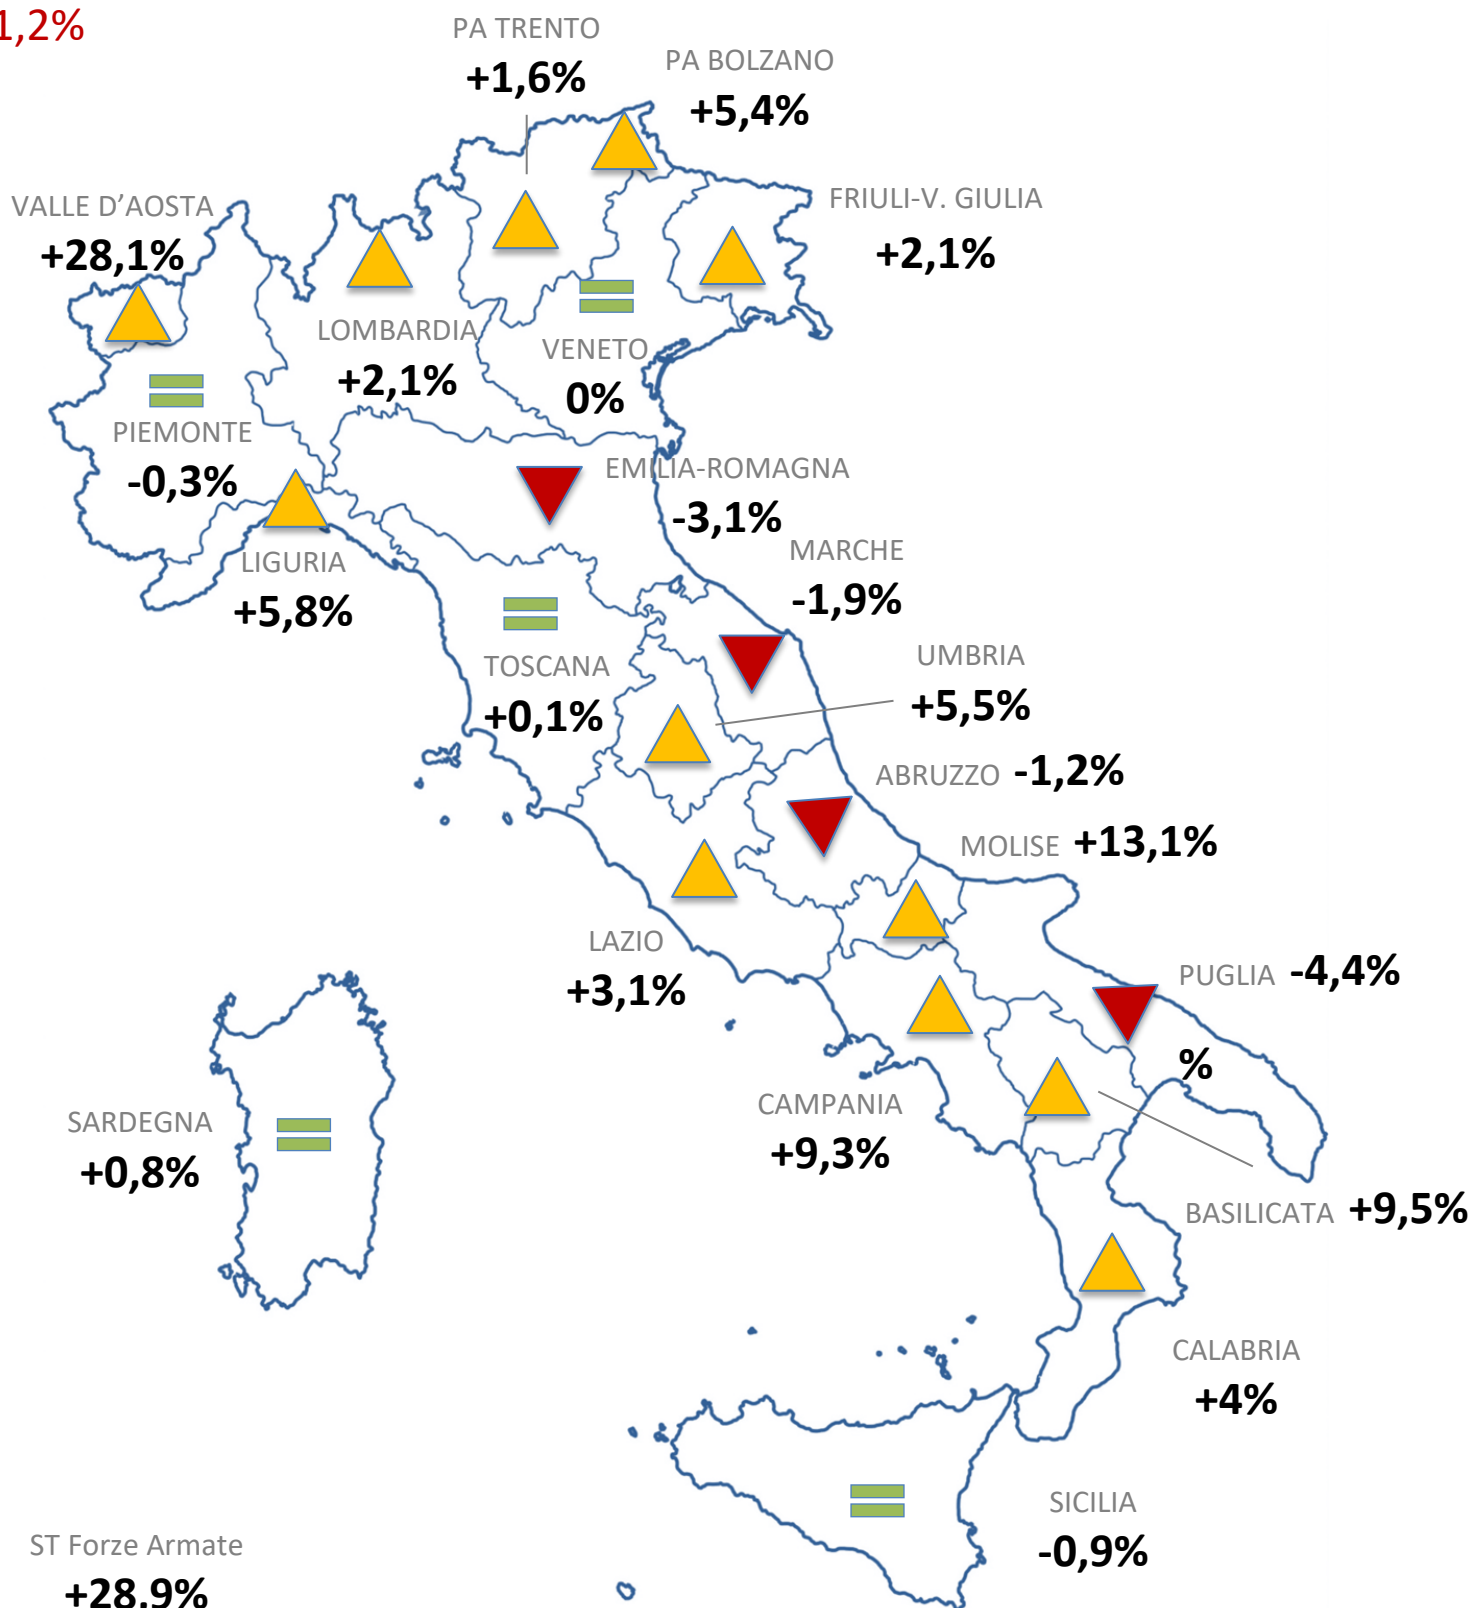 1,2%
PA TRENTO
+1,6%
PA BOLZANO
+5,4%
VALLE D'AOSTA
+28,1%
FRIULI-V. GIULIA
+2,1%
LOMBARDIA
+2,1%
VENETO
0%
PIEMONTE
-0,3%
EMILIA-ROMAGNA
-3,1%
LIGURIA
+5,8%
MARCHE
-1,9%
TOSCANA
+0,1%
UMBRIA
+5,5%
ABRUZZO -1,2%
MOLISE +13,1%
LAZIO
+3,1%
PUGLIA -4,4%
%
CAMPANIA
+9,3%
SARDEGNA
+0,8%
BASILICATA +9,5%
CALABRIA
+4%
SICILIA
-0,9%
ST Forze Armate
+28,9%